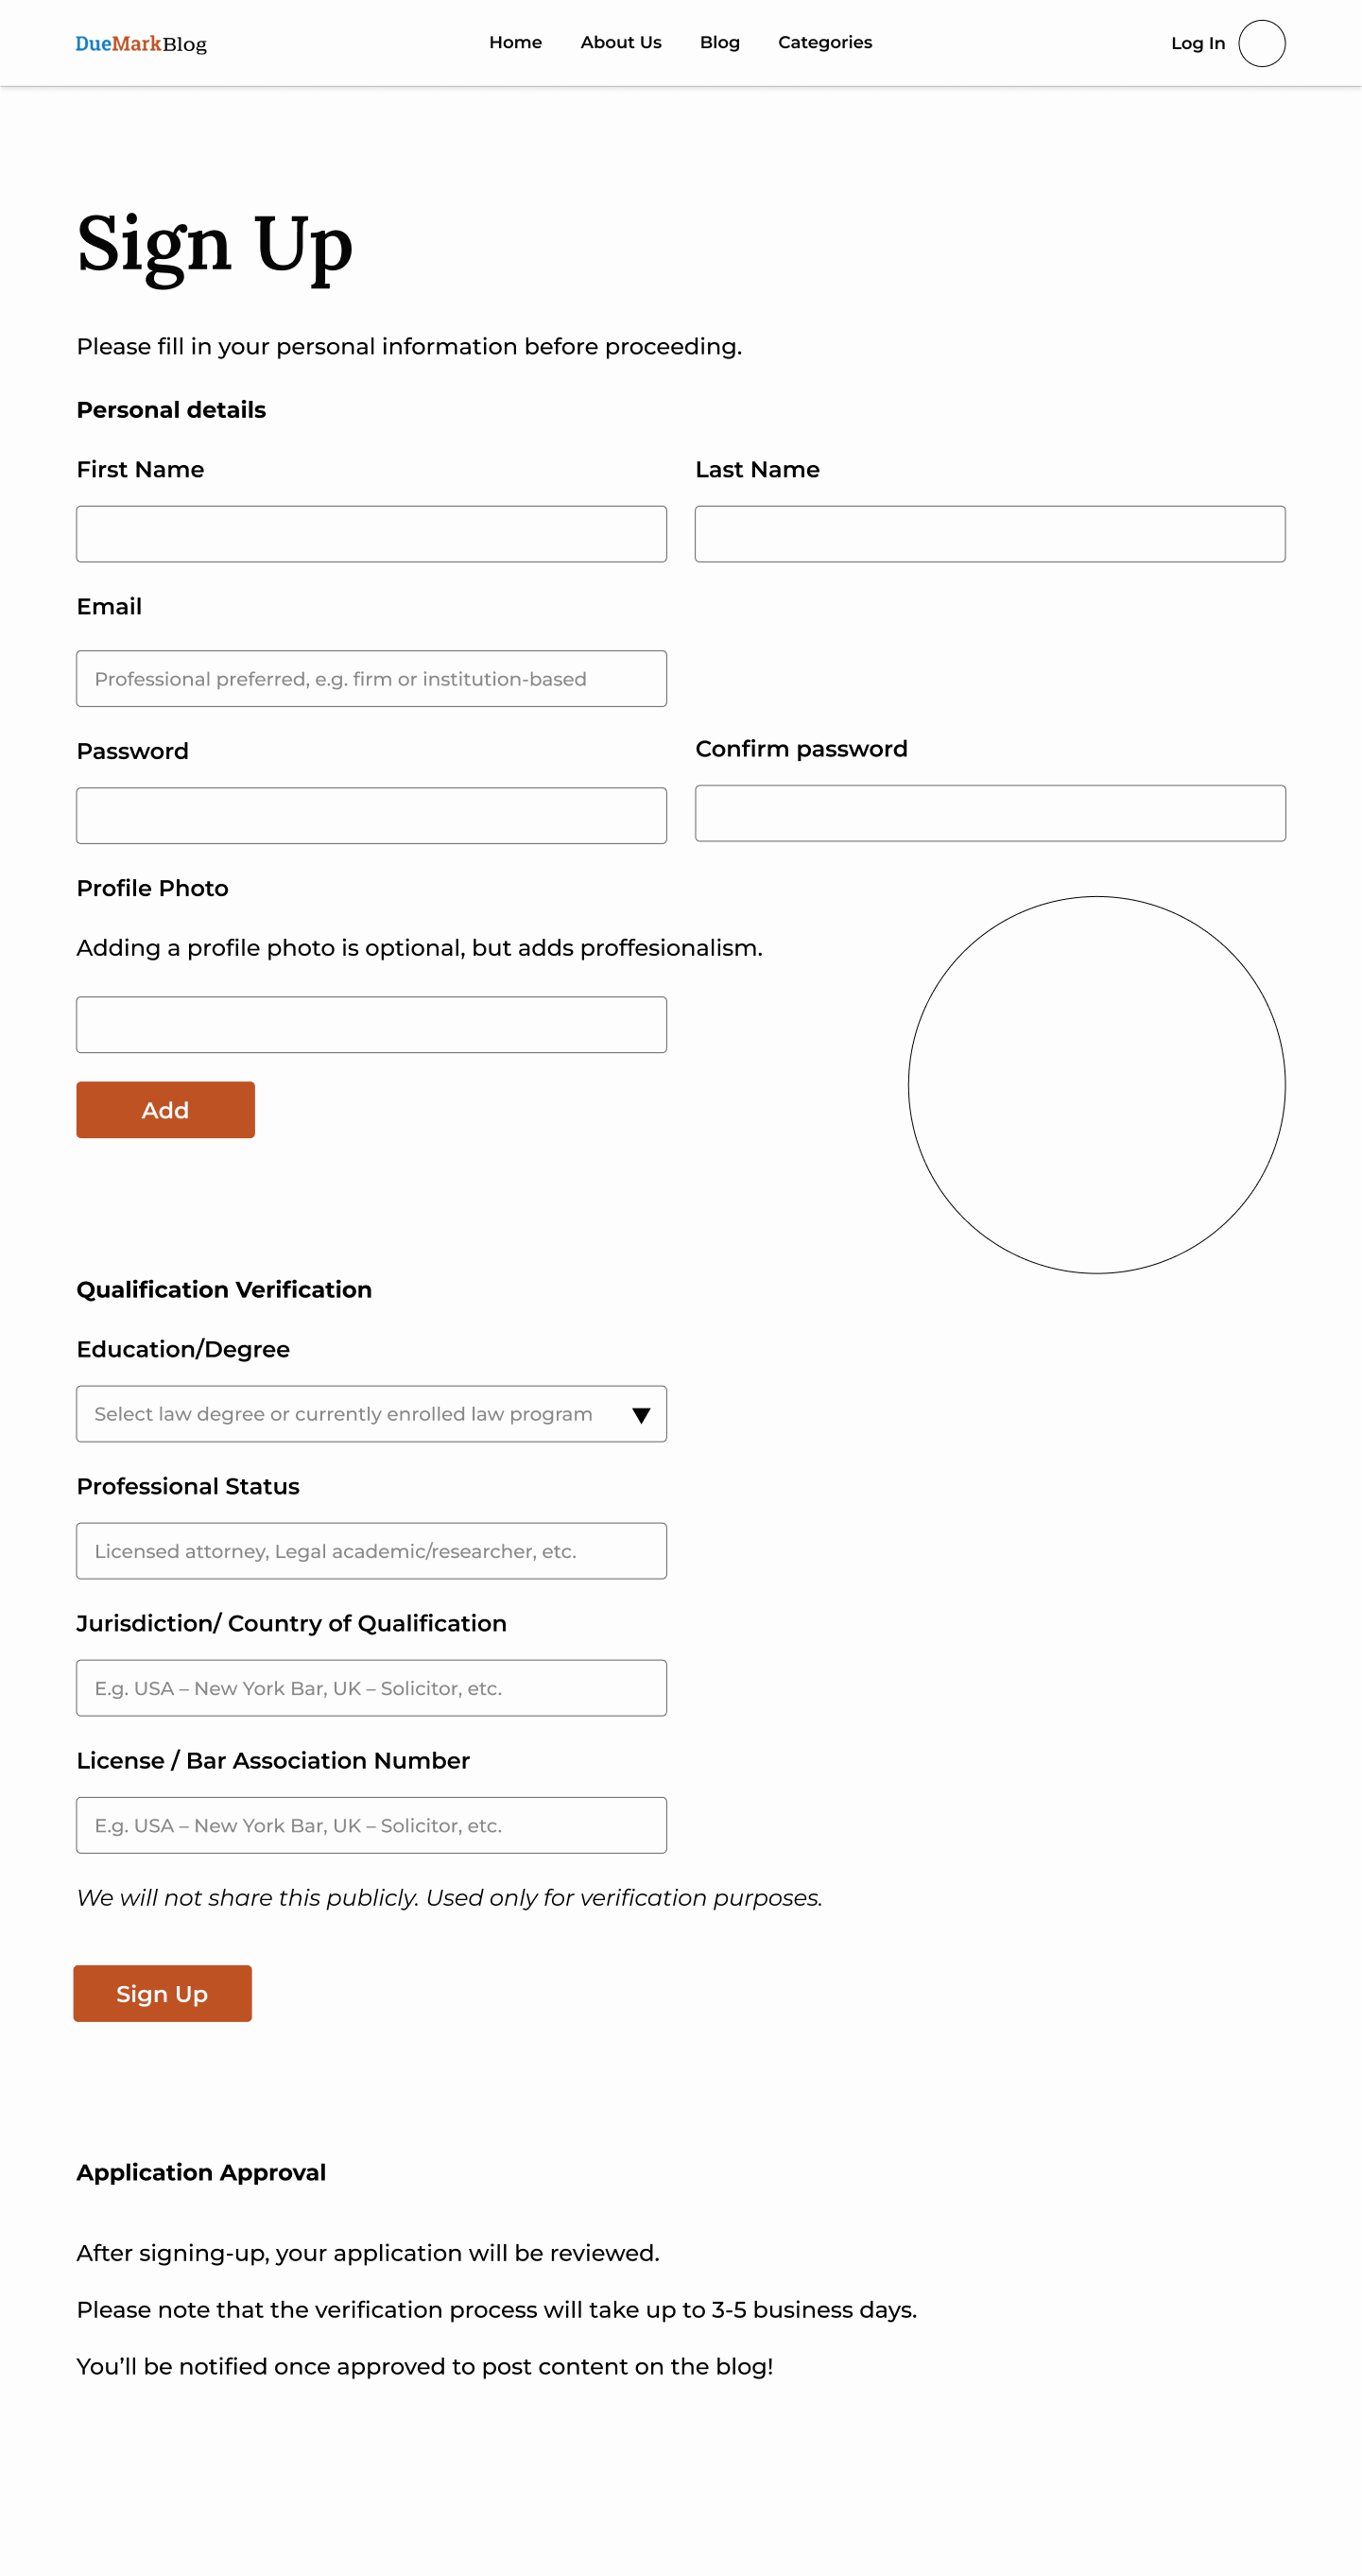 DueMarkBlog
Home About Us Blog Categories
Log In
Sign Up
Please fill in your personal information before proceeding.
Personal details
First Name
Last Name
Email
Professional preferred, e.g. firm or institution-based
Password
Confirm password
Profile Photo
Adding a profile photo is optional, but adds proffesionalism.
Add
Qualification Verification
Education/Degree
Select law degree or currently enrolled law program
Professional Status
Licensed attorney, Legal academic/researcher, etc.
Jurisdiction/ Country of Qualification
E.g. USA – New York Bar, UK – Solicitor, etc.
License / Bar Association Number
E.g. USA – New York Bar, UK – Solicitor, etc.
We will not share this publicly. Used only for verification purposes.
Sign Up
Application Approval
After signing-up, your application will be reviewed.
Please note that the verification process will take up to 3-5 business days.
You’ll be notified once approved to post content on the blog!